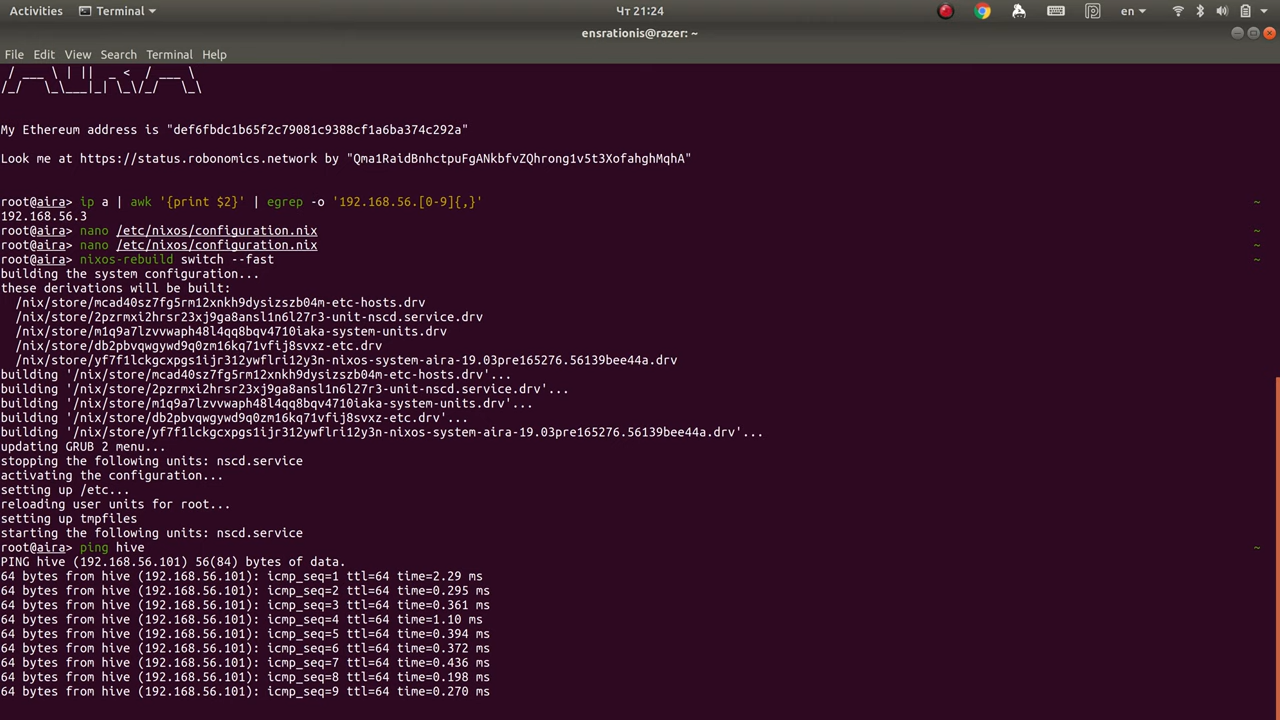 Activities Terminal Чт 21:24 en
ensrationis@razer: ~
File Edit View Search Terminal Help
/ ___ \ | || _ < / ___ \
/_/ \_\___|_| \_\/_/ \_\
My Ethereum address is "def6fbdc1b65f2c79081c9388cf1a6ba374c292a"
Look me at https://status.robonomics.network by "Qma1RaidBnhctpuFgANkbfvZQhrong1v5t3XofahghMqhA"
root@aira> ip a | awk '{print $2}' | egrep -o '192.168.56.[0-9]{,}' ~
192.168.56.3
root@aira> nano /etc/nixos/configuration.nix ~
root@aira> nano /etc/nixos/configuration.nix ~
root@aira> nixos-rebuild switch --fast ~
building the system configuration...
these derivations will be built:
/nix/store/mcad40sz7fg5rm12xnkh9dysizszb04m-etc-hosts.drv
/nix/store/2pzrmxi2hrsr23xj9ga8ansl1n6l27r3-unit-nscd.service.drv
/nix/store/m1q9a7lzvvwaph48l4qq8bqv4710iaka-system-units.drv
/nix/store/db2pbvqwgywd9q0zm16kq71vfij8svxz-etc.drv
/nix/store/yf7f1lckgcxpgs1ijr312ywflri12y3n-nixos-system-aira-19.03pre165276.56139bee44a.drv
building '/nix/store/mcad40sz7fg5rm12xnkh9dysizszb04m-etc-hosts.drv'...
building '/nix/store/2pzrmxi2hrsr23xj9ga8ansl1n6l27r3-unit-nscd.service.drv'...
building '/nix/store/m1q9a7lzvvwaph48l4qq8bqv4710iaka-system-units.drv'...
building '/nix/store/db2pbvqwgywd9q0zm16kq71vfij8svxz-etc.drv'...
building '/nix/store/yf7f1lckgcxpgs1ijr312ywflri12y3n-nixos-system-aira-19.03pre165276.56139bee44a.drv'...
updating GRUB 2 menu...
stopping the following units: nscd.service
activating the configuration...
setting up /etc...
reloading user units for root...
setting up tmpfiles
starting the following units: nscd.service
root@aira> ping hive ~
PING hive (192.168.56.101) 56(84) bytes of data.
64 bytes from hive (192.168.56.101): icmp_seq=1 ttl=64 time=2.29 ms
64 bytes from hive (192.168.56.101): icmp_seq=2 ttl=64 time=0.295 ms
64 bytes from hive (192.168.56.101): icmp_seq=3 ttl=64 time=0.361 ms
64 bytes from hive (192.168.56.101): icmp_seq=4 ttl=64 time=1.10 ms
64 bytes from hive (192.168.56.101): icmp_seq=5 ttl=64 time=0.394 ms
64 bytes from hive (192.168.56.101): icmp_seq=6 ttl=64 time=0.372 ms
64 bytes from hive (192.168.56.101): icmp_seq=7 ttl=64 time=0.436 ms
64 bytes from hive (192.168.56.101): icmp_seq=8 ttl=64 time=0.198 ms
64 bytes from hive (192.168.56.101): icmp_seq=9 ttl=64 time=0.270 ms